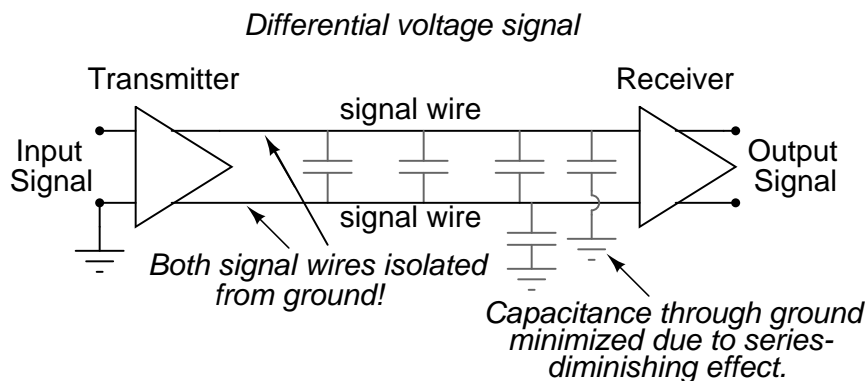 Differential voltage signal
Transmitter
Receiver
signal wire
Input
Signal
Output
Signal
signal wire
Both signal wires isolated
from ground!
Capacitance through ground
minimized due to series-
diminishing effect.